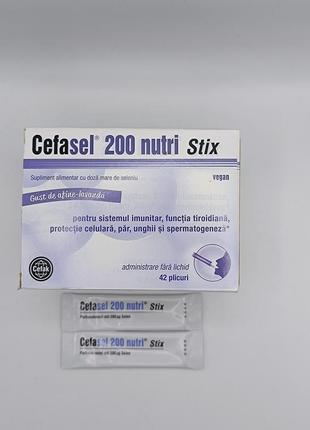 Cefasel® 200 nutri Stix
Supliment alimentar cu doză mare de seleniu
vegan
Gust de afine-lavandă
pentru sistemul imunitar, funcția tiroidiană,
protecție celulară, păr, unghii și spermatogeneză*
Cefak
administrare fără lichid
42 plicuri
Cefasel 200 nutri® Stix
Cefasel 200 nutri® Stix